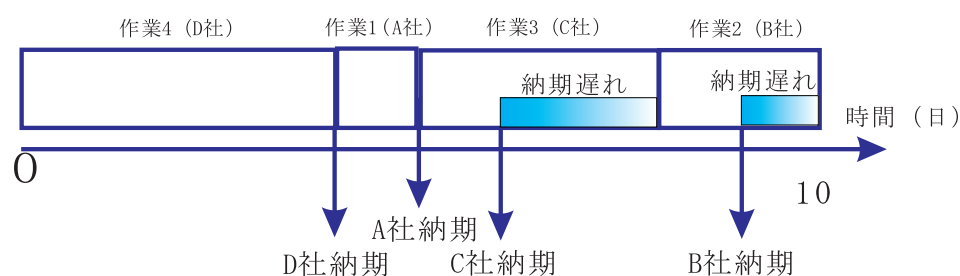 作業4（D社） 作業1（A社） 作業3（C社） 作業2（B社）
納期遅れ 納期遅れ
時間（日）
0 10
A社納期
D社納期 C社納期 B社納期